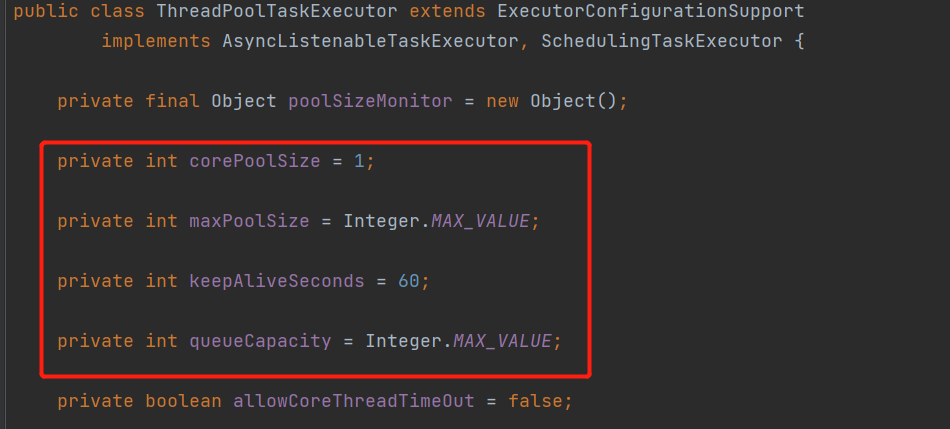 public class ThreadPoolTaskExecutor extends ExecutorConfigurationSupport
implements AsyncListenableTaskExecutor, SchedulingTaskExecutor {
private final Object poolSizeMonitor = new Object();
private int corePoolSize = 1;
private int maxPoolSize = Integer.MAX_VALUE;
private int keepAliveSeconds = 60;
private int queueCapacity = Integer.MAX_VALUE;
private boolean allowCoreThreadTimeOut = false;